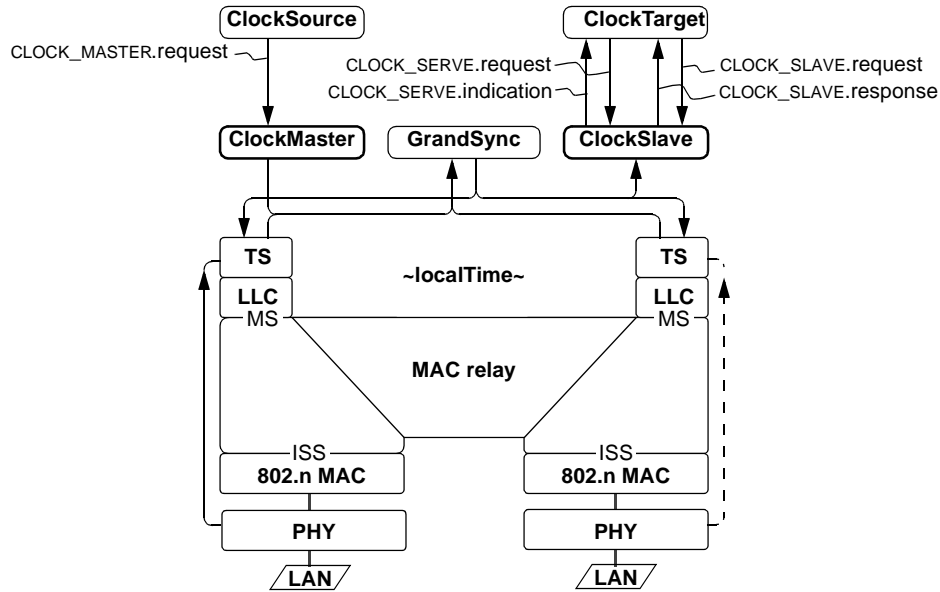 ClockSource
ClockTarget
CLOCK_MASTER.request
CLOCK_SERVE.request
CLOCK_SLAVE.request
CLOCK_SERVE.indication
CLOCK_SLAVE.response
ClockMaster
GrandSync
ClockSlave
TS
TS
~localTime~
LLC
LLC
MS
MS
MAC relay
ISS
ISS
802.n MAC
802.n MAC
PHY
PHY
LAN
LAN